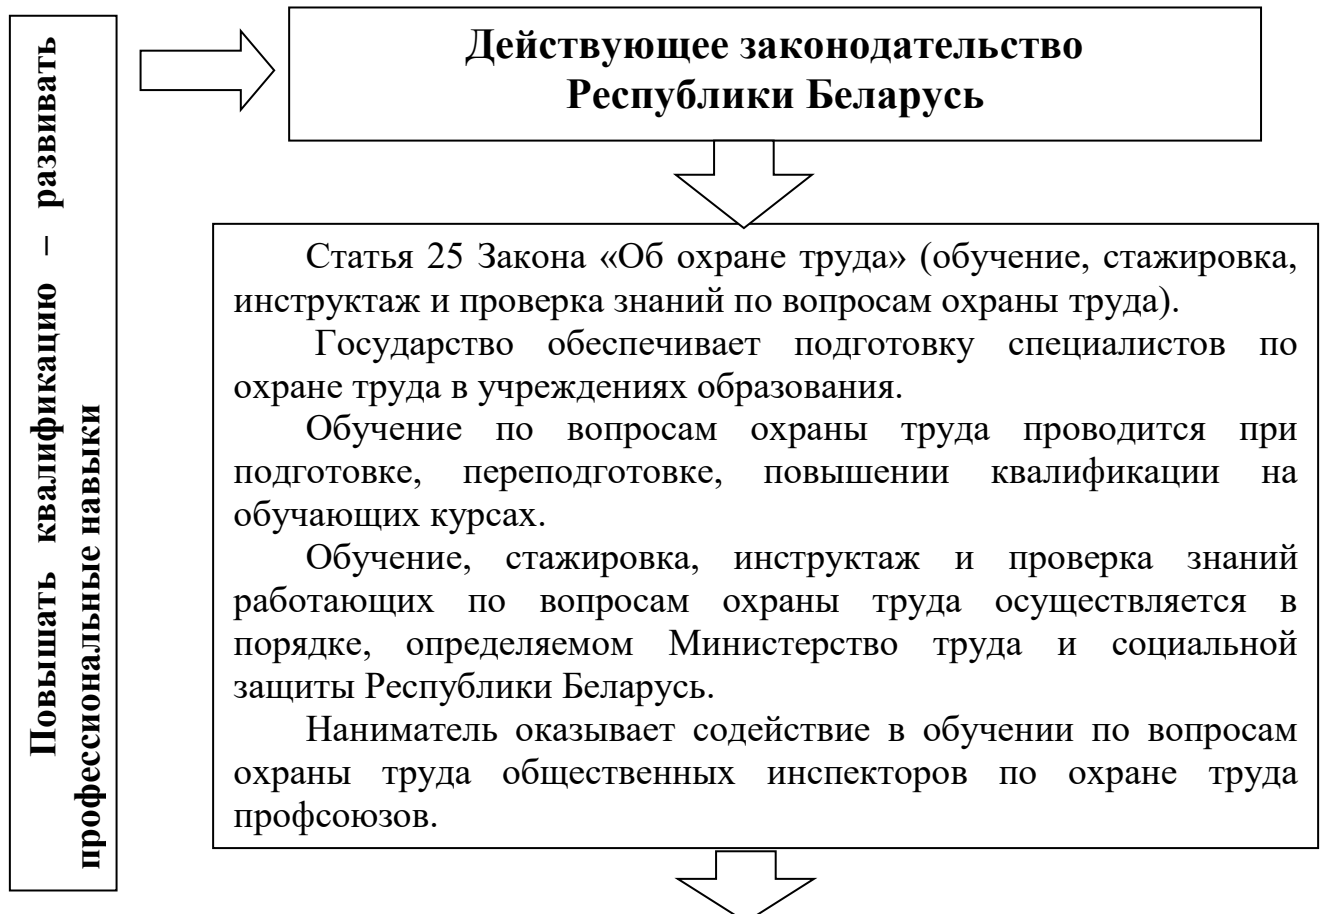 Повышать квалификацию – развивать
профессиональные навыки
Действующее законодательство
Республики Беларусь
Статья 25 Закона «Об охране труда» (обучение, стажировка,
инструктаж и проверка знаний по вопросам охраны труда).
Государство обеспечивает подготовку специалистов по
охране труда в учреждениях образования.
Обучение по вопросам охраны труда проводится при
подготовке, переподготовке, повышении квалификации на
обучающих курсах.
Обучение, стажировка, инструктаж и проверка знаний
работающих по вопросам охраны труда осуществляется в
порядке, определяемом Министерство труда и социальной
защиты Республики Беларусь.
Наниматель оказывает содействие в обучении по вопросам
охраны труда общественных инспекторов по охране труда
профсоюзов.